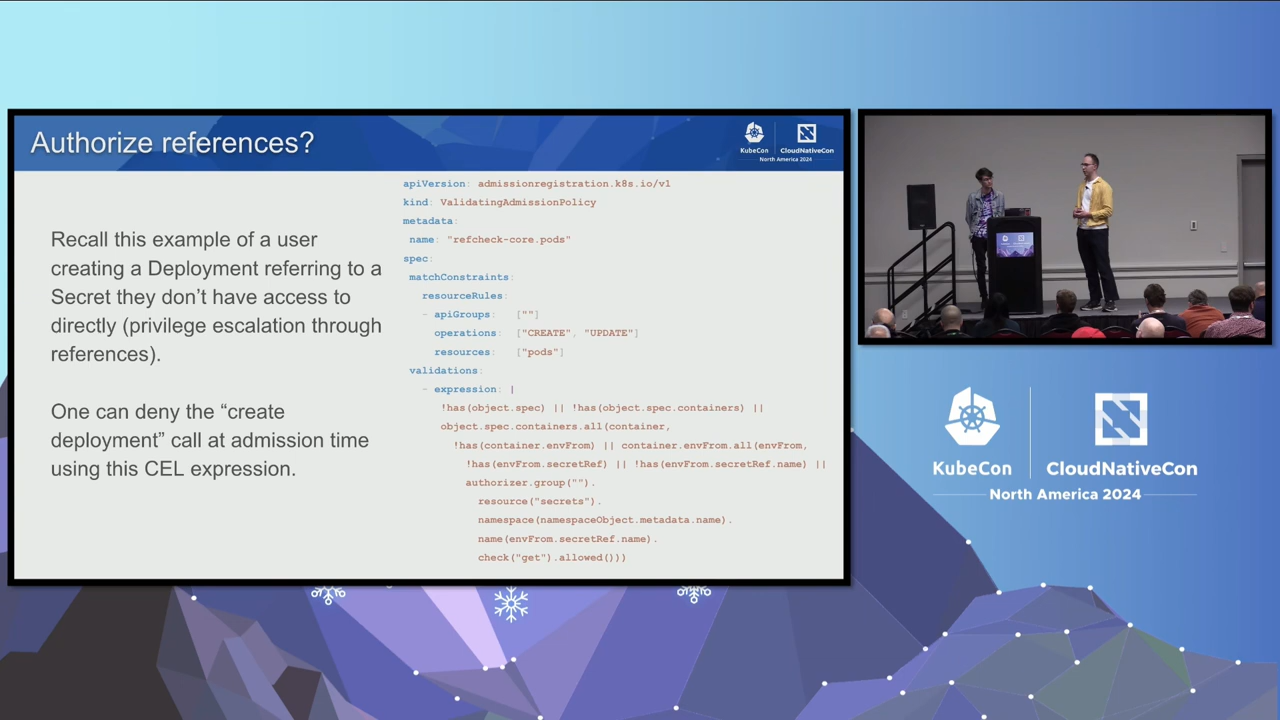 Authorize references?
KubeCon
CloudNativeCon
North America 2024
Recall this example of a user
creating a Deployment referring to a
Secret they don’t have access to
directly (privilege escalation through
references).
One can deny the “create
deployment” call at admission time
using this CEL expression.
apiVersion: admissionregistration.k8s.io/v1
kind: ValidatingAdmissionPolicy
metadata:
name: "refcheck-core.pods"
spec:
matchConstraints:
resourceRules:
- apiGroups: [""]
operations: ["CREATE", "UPDATE"]
resources: ["pods"]
validations:
- expression: |
!has(object.spec) || !has(object.spec.containers) ||
object.spec.containers.all(container,
!has(container.envFrom) || container.envFrom.all(envFrom,
!has(envFrom.secretRef) || !has(envFrom.secretRef.name) ||
authorizer.group("").
resource("secrets").
namespace(namespaceObject.metadata.name).
name(envFrom.secretRef.name).
check("get").allowed()))
KubeCon
CloudNativeCon
North America 2024